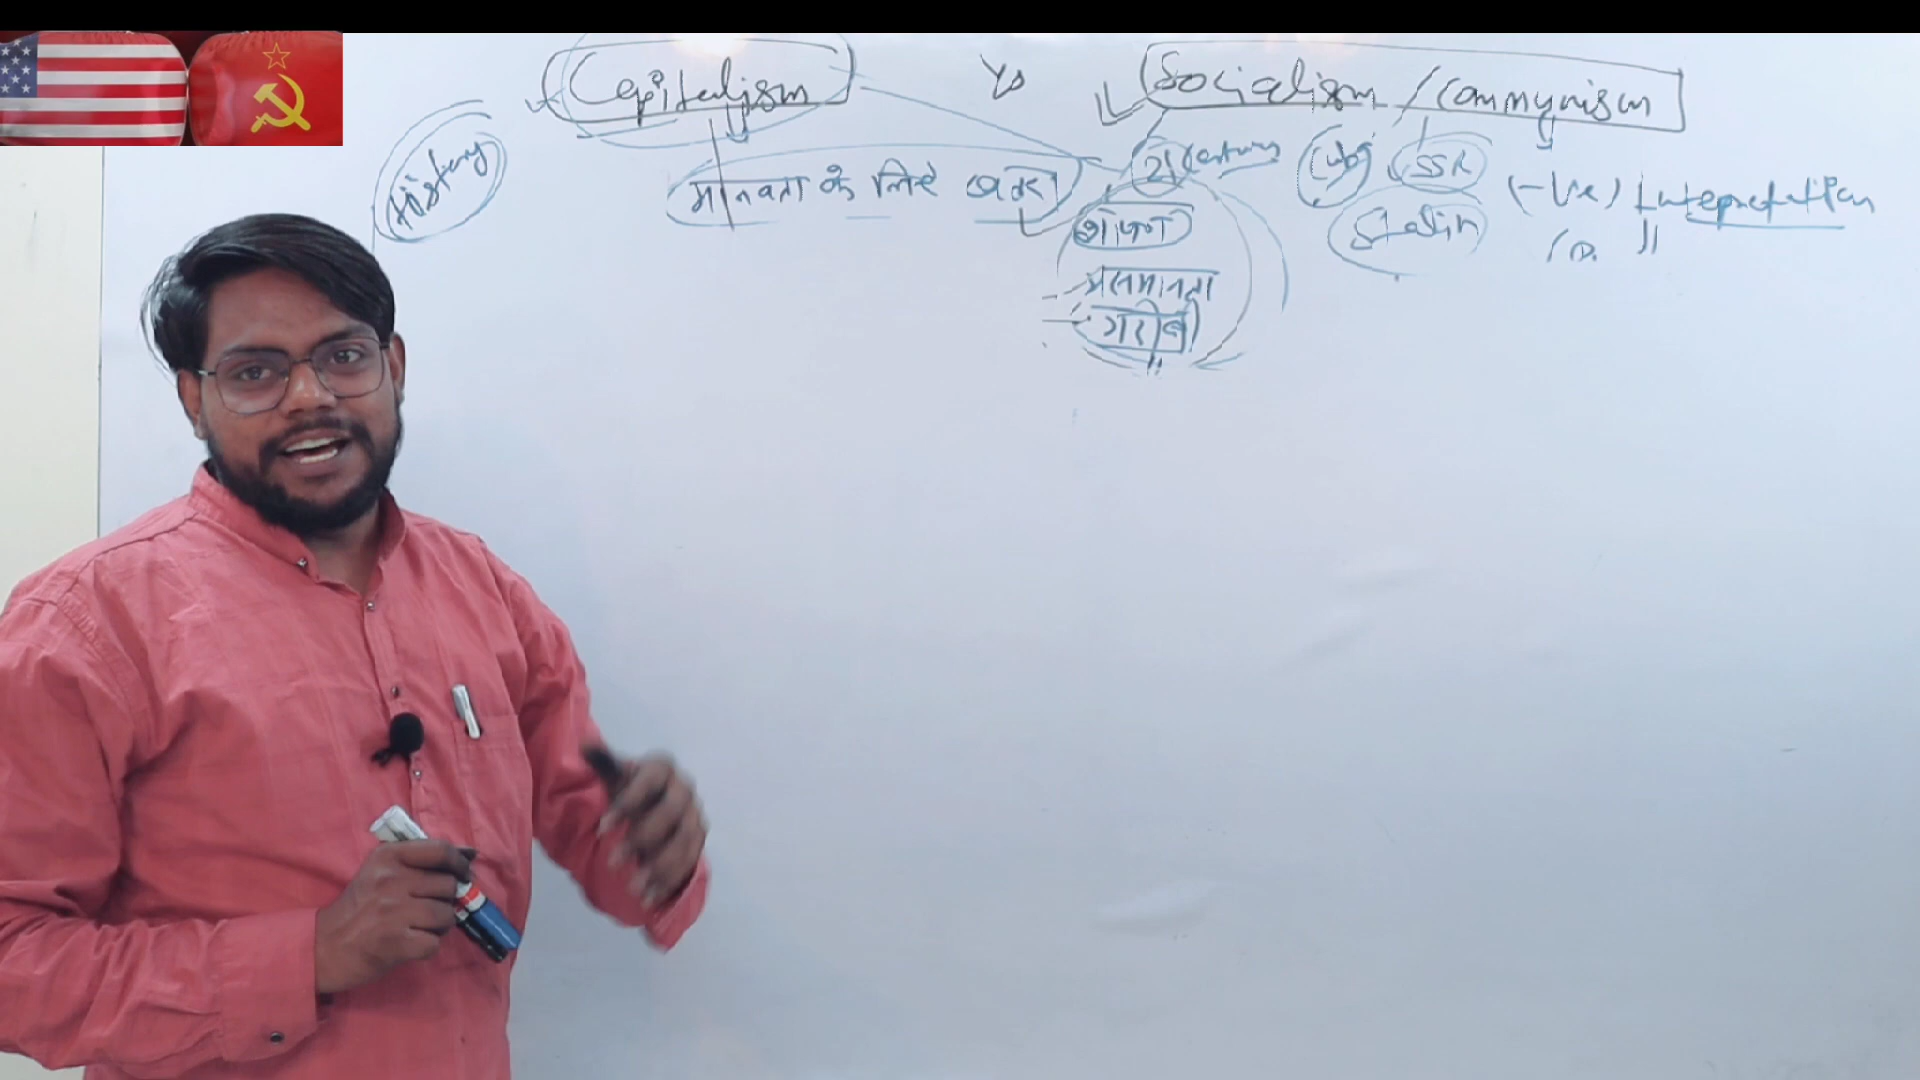 Capitalism Vs Socialism / Communism
History
मानवता के लिए खतरा
21 Century
USSR
(-ve) Interpretation
शोषण
Stalin
असमानता
गरीबी